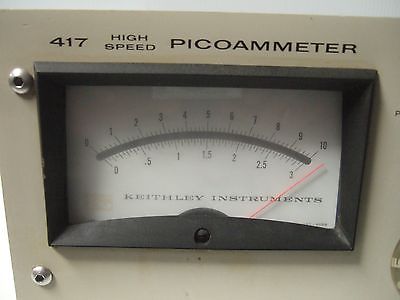 417 HIGH SPEED PICOAMMETER
0 1 2 3 4 5 6 7 8 9 10
0 .5 1 1.5 2 2.5 3
KEITHLEY INSTRUMENTS